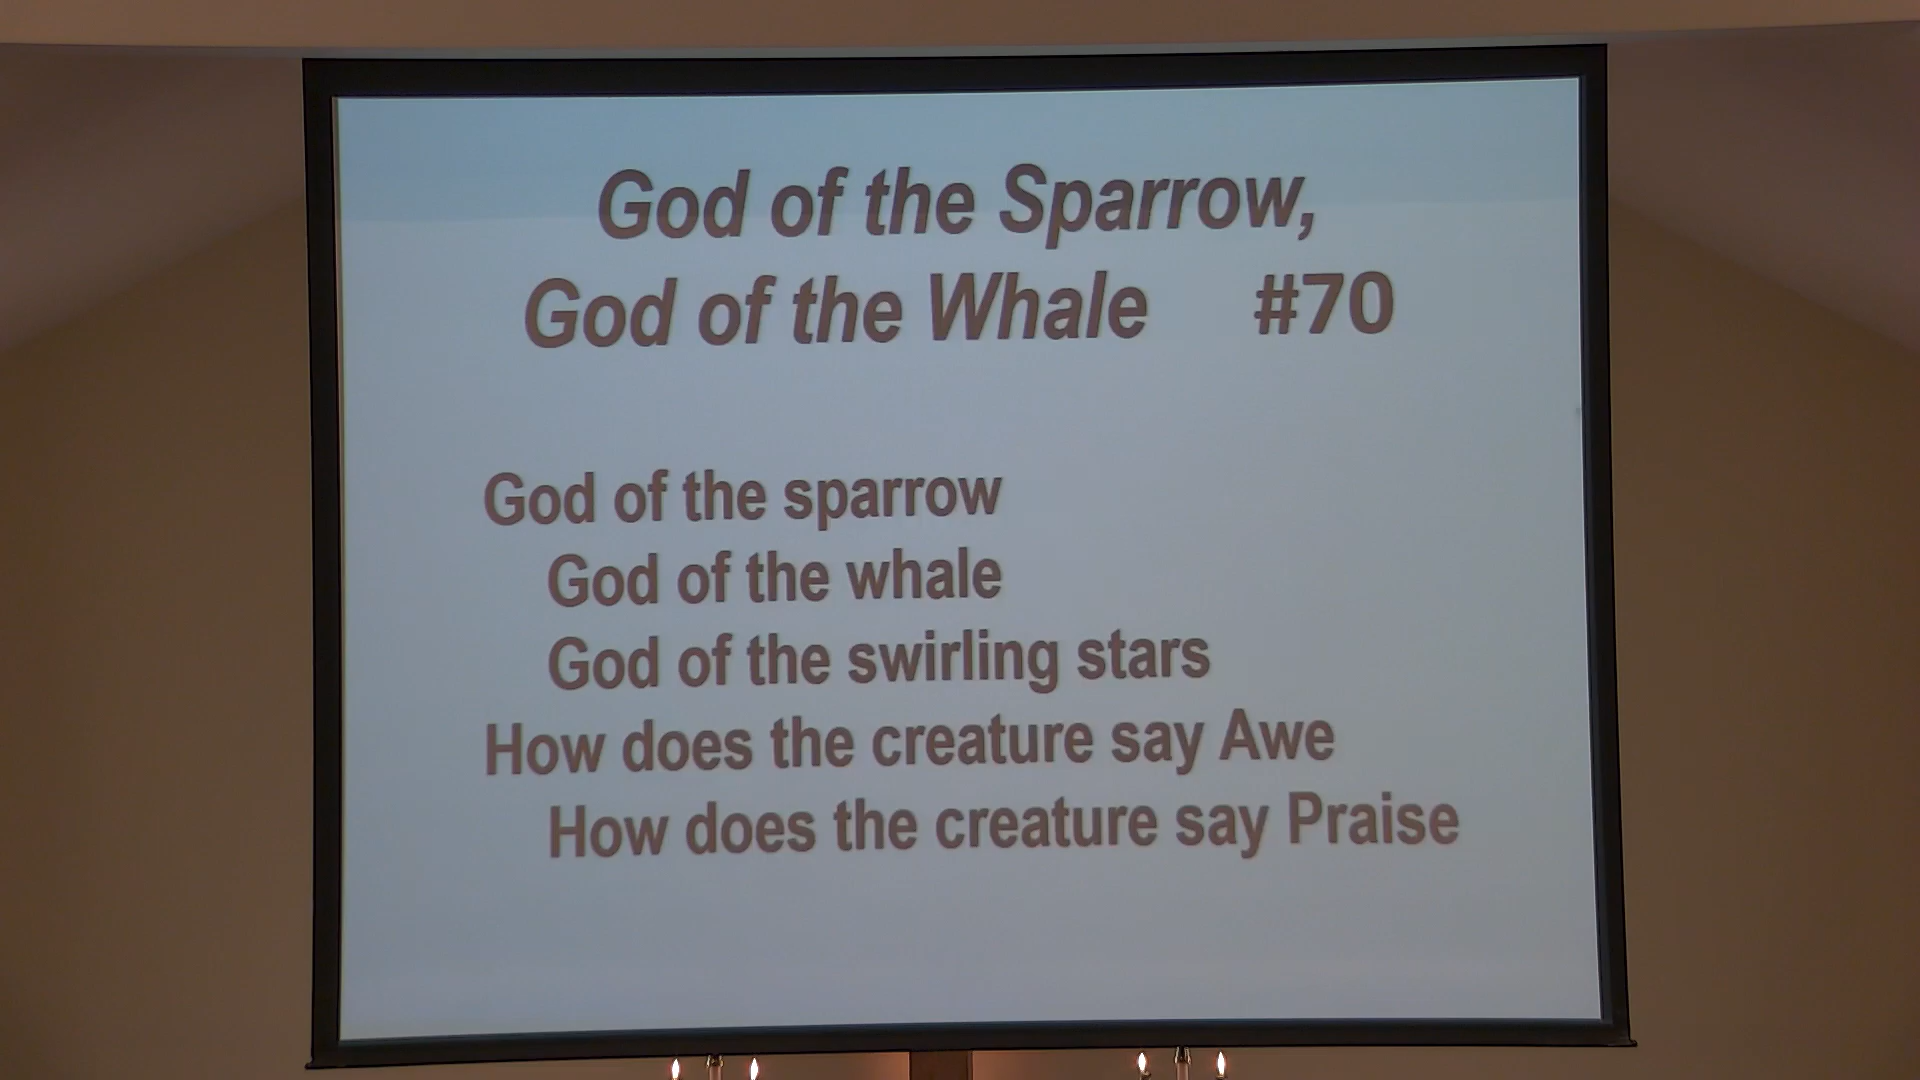 God of the Sparrow,
God of the Whale #70
God of the sparrow
God of the whale
God of the swirling stars
How does the creature say Awe
How does the creature say Praise